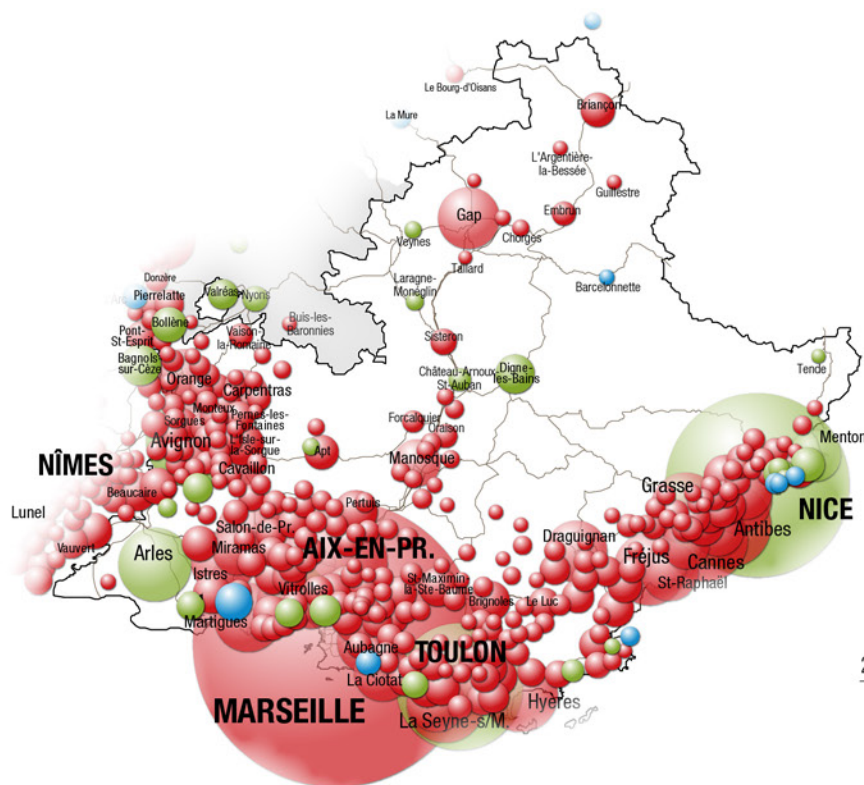 Le Bourg-d'Oisans
Briançon
La Mure
L'Argentière-
la-Bessée
Guillestre
Gap
Embrun
Veynes
Chorges
Tallard
Barcelonnette
Donzère
Pierrelatte
Valréas
Nyons
Laragne-
Monéglin
Bollène
Buis-les-
Baronnies
Pont-
St-Esprit
Vaison-
la-Romaine
Sisteron
Bagnols-
sur-Cèze
Château-Arnoux
St-Auban
Digne-
les-Bains
Tende
Orange
Carpentras
Monteux
Pernes-les-
Fontaines
Sorgues
Forcalquier
Oraison
Menton
Avignon
L'Isle-sur-
la-Sorgue
Apt
Manosque
NÎMES
Cavaillon
Grasse
Beaucaire
NICE
Lunel
Pertuis
Antibes
Salon-de-Pr.
Draguignan
Vauvert
Arles
Miramas
AIX-EN-PR.
Cannes
Fréjus
St-Raphaël
Istres
Vitrolles
St-Maximin-
la-Ste-Baume
Brignoles
Le Luc
Martigues
Aubagne
TOULON
La Ciotat
Hyères
MARSEILLE
La Seyne-s/M.